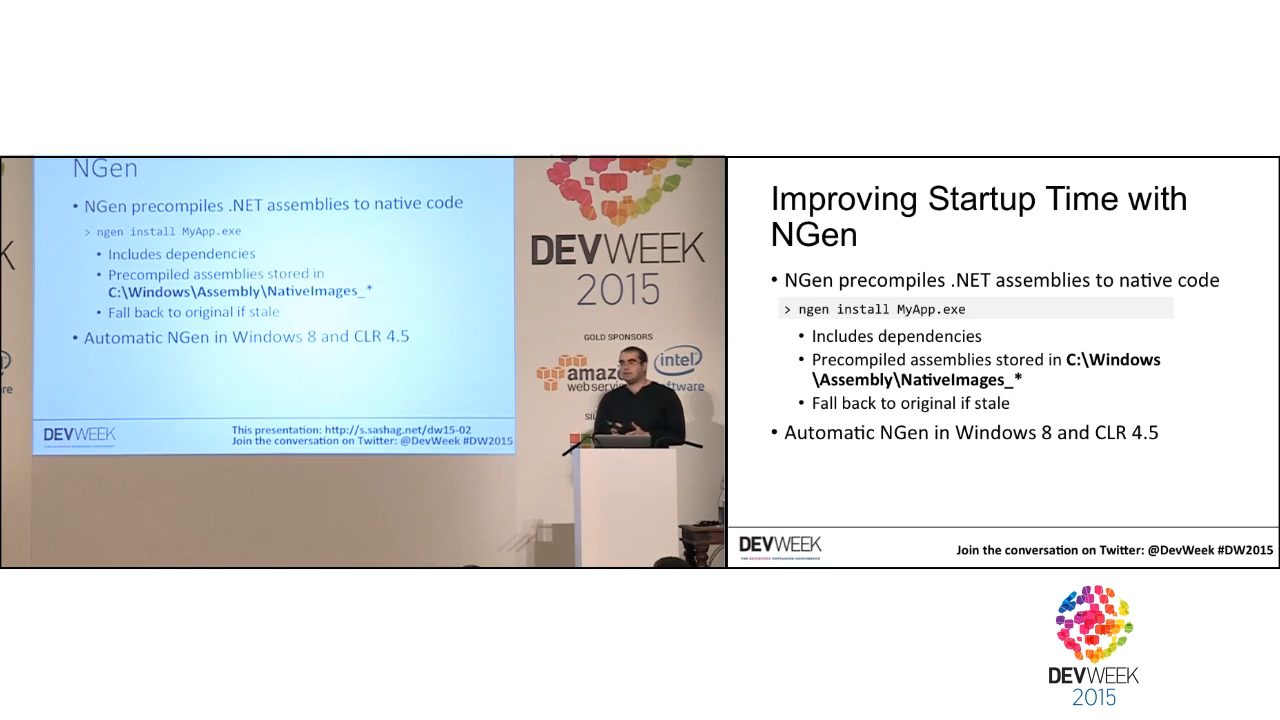 NGen
• NGen precompiles .NET assemblies to native code
> ngen install MyApp.exe
• Includes dependencies
• Precompiled assemblies stored in
C:\Windows\Assembly\NativeImages_*
• Fall back to original if stale
• Automatic NGen in Windows 8 and CLR 4.5
DEVWEEK
This presentation: http://s.sashag.net/dw15-02
Join the conversation on Twitter: @DevWeek #DW2015
DEVWEEK
2015
GOLD SPONSORS
amaz
webservic
intel
oftware
Improving Startup Time with
NGen
• NGen precompiles .NET assemblies to native code
> ngen install MyApp.exe
• Includes dependencies
• Precompiled assemblies stored in C:\Windows
\Assembly\NativeImages_*
• Fall back to original if stale
• Automatic NGen in Windows 8 and CLR 4.5
DEVWEEK
Join the conversation on Twitter: @DevWeek #DW2015
DEVWEEK
2015